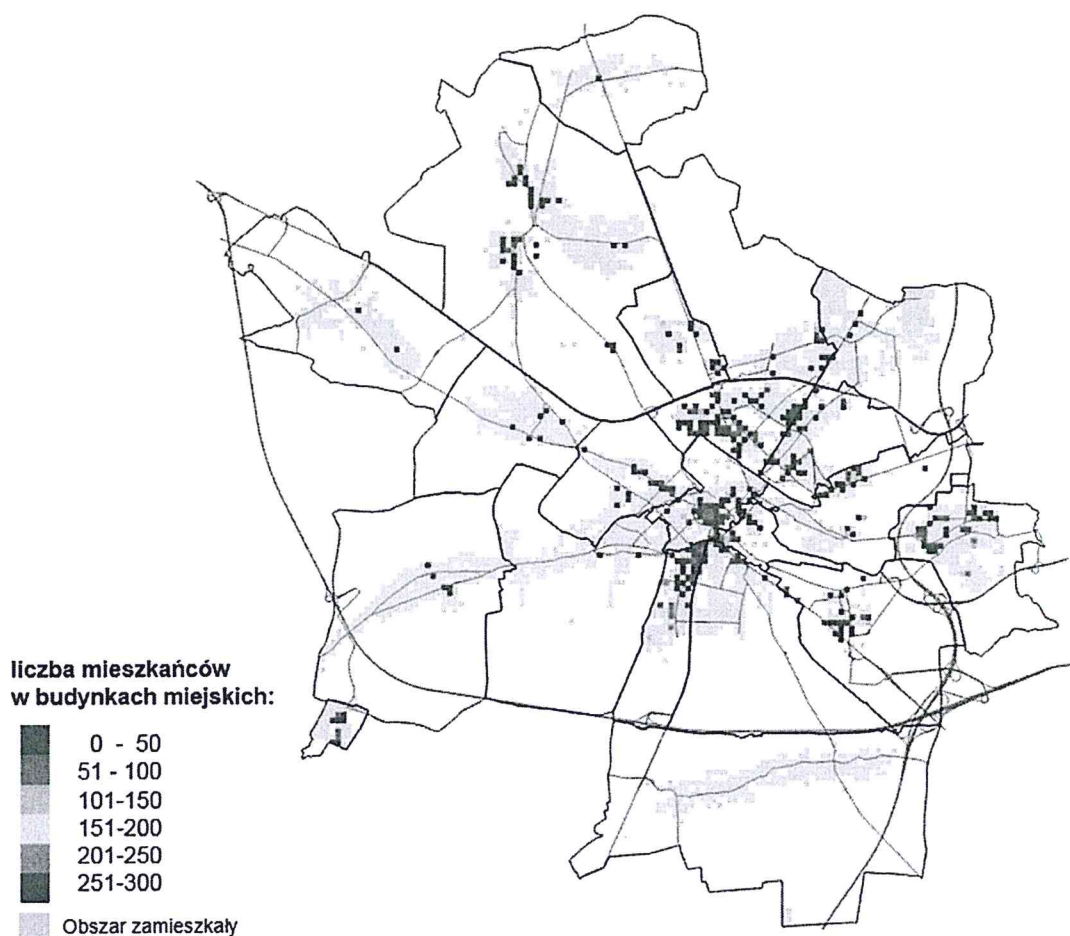 liczba mieszkańców
w budynkach miejskich:
0 - 50
51 - 100
101-150
151-200
201-250
251-300
Obszar zamieszkały